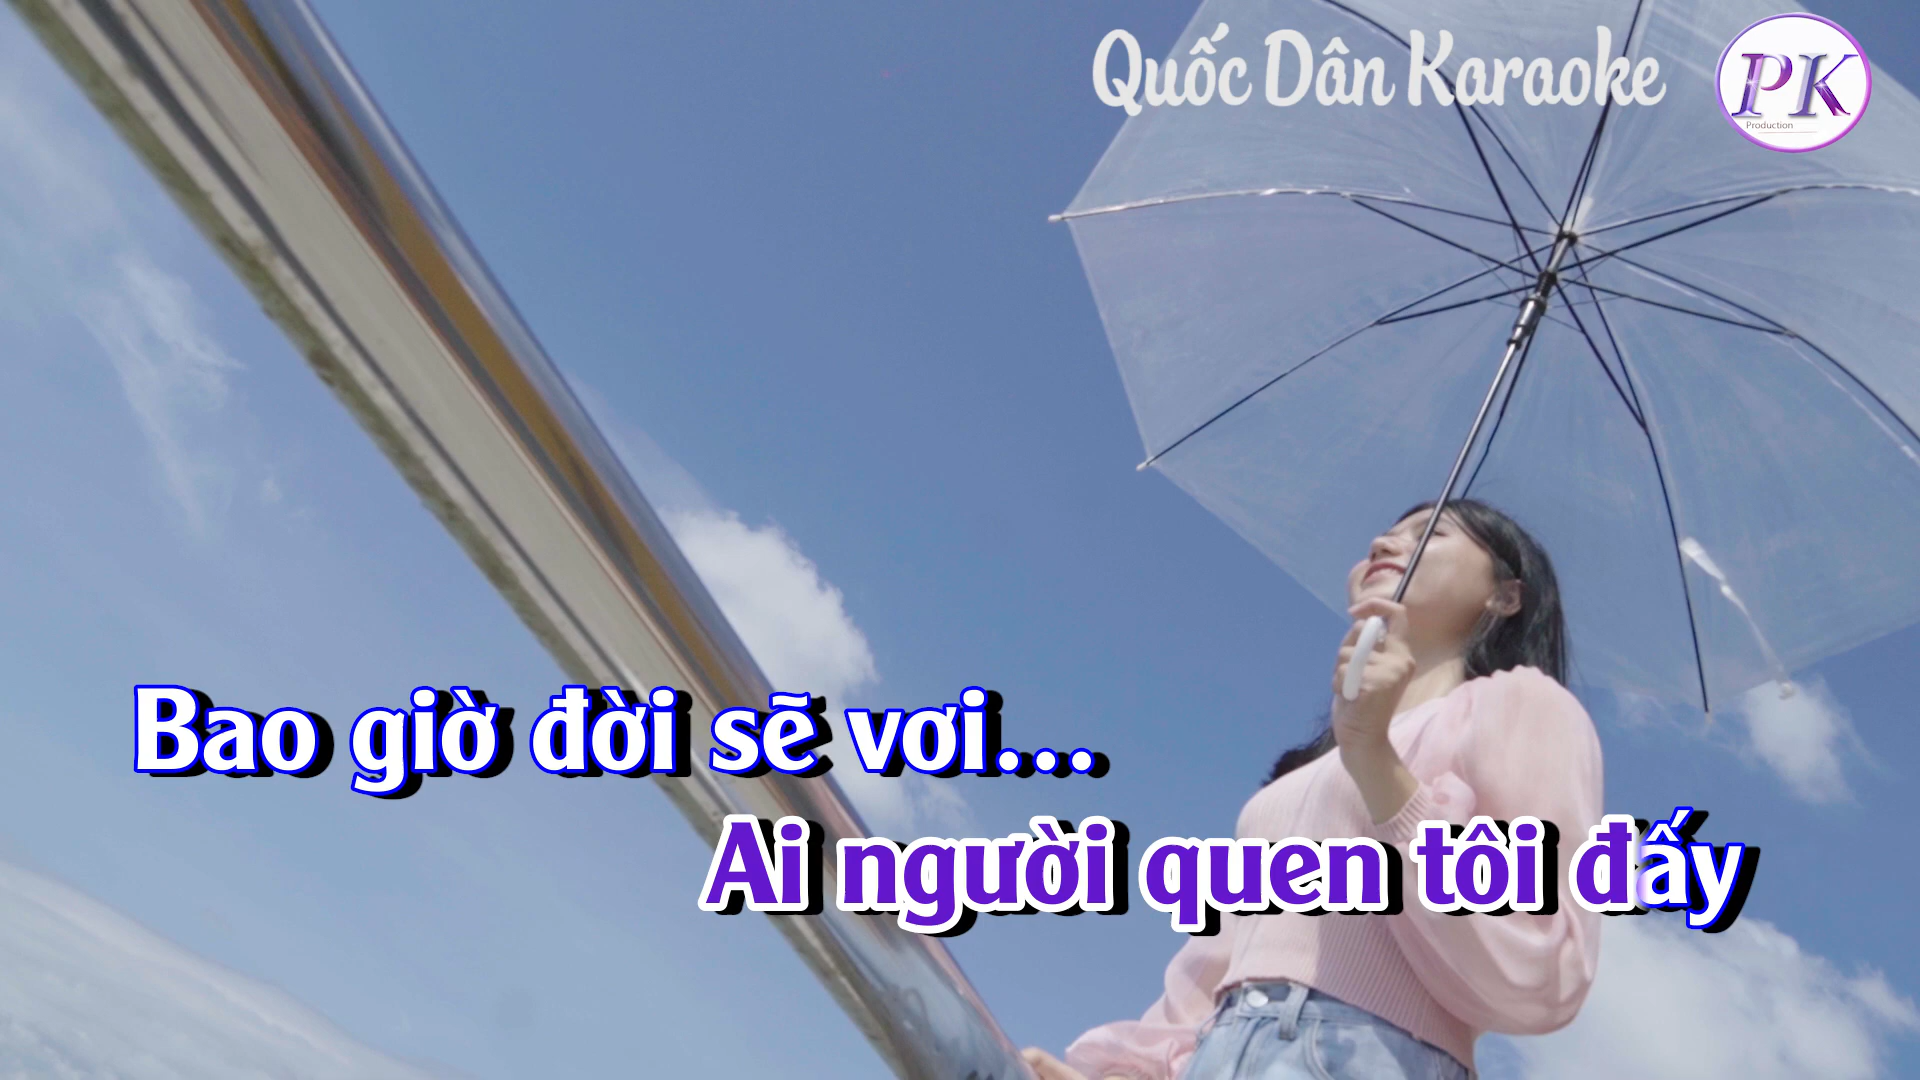 Quốc Dân Karaoke
PK
Production
Bao giờ đời sẽ vơi...
Ai người quen tôi đấy